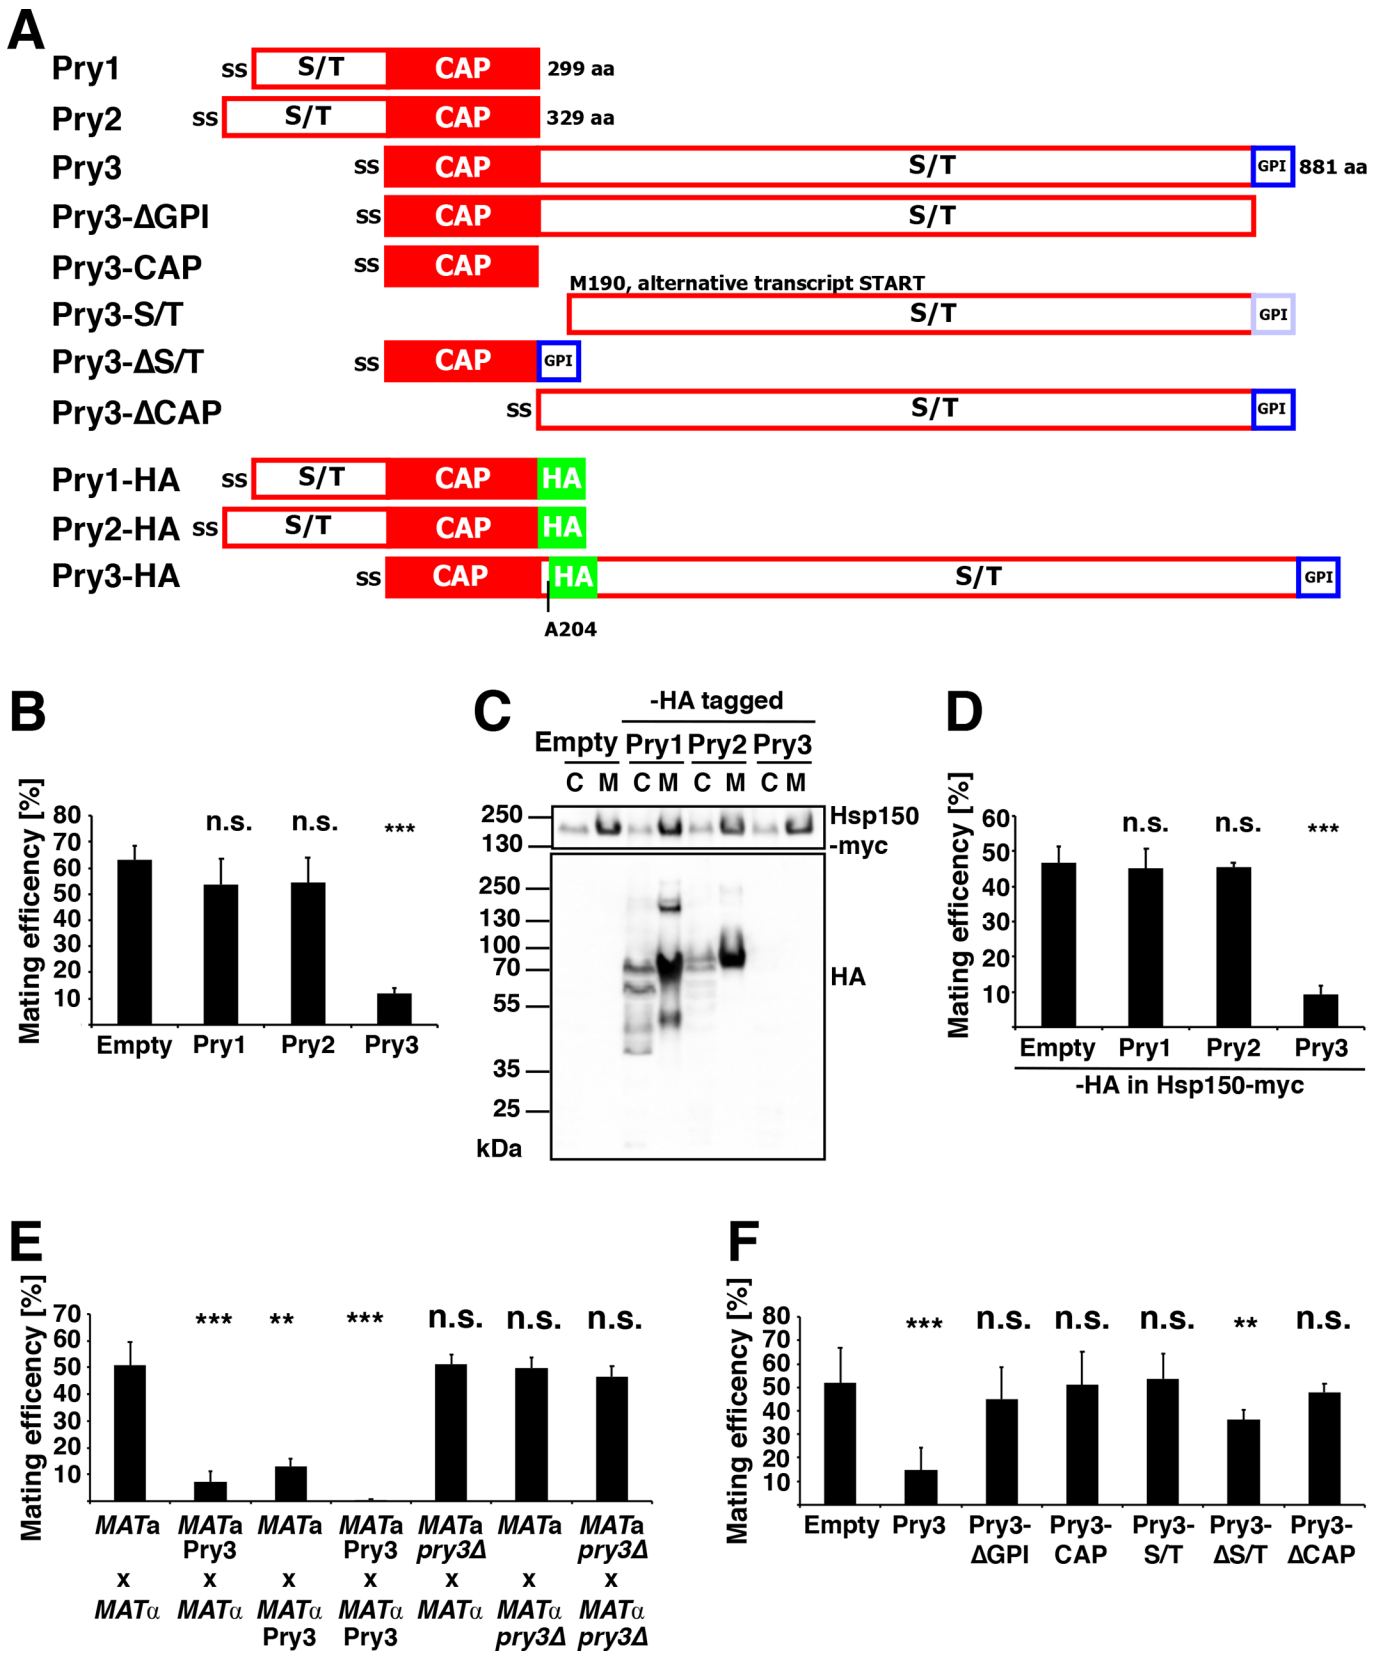 A
Pry1 ss S/T CAP 299 aa
Pry2 ss S/T CAP 329 aa
Pry3 ss CAP S/T GPI 881 aa
Pry3-ΔGPI ss CAP S/T
Pry3-CAP ss CAP
M190, alternative transcript START
Pry3-S/T S/T GPI
Pry3-ΔS/T ss CAP GPI
Pry3-ΔCAP ss S/T GPI
Pry1-HA ss S/T CAP HA
Pry2-HA ss S/T CAP HA
Pry3-HA ss CAP HA S/T GPI
A204
B
Mating efficency [%]
80
70
60
50
40
30
20
10
n.s. n.s. ***
Empty Pry1 Pry2 Pry3
C
-HA tagged
Empty Pry1 Pry2 Pry3
C M C M C M C M
250
130
Hsp150
-myc
250
130
100
70
55
35
25
kDa
HA
D
Mating efficency [%]
60
50
40
30
20
10
n.s. n.s. ***
Empty Pry1 Pry2 Pry3
-HA in Hsp150-myc
E
Mating efficency [%]
70
60
50
40
30
20
10
*** ** *** n.s. n.s. n.s.
MATa MATa MATa MATa MATa MATa MATa
Pry3 Pry3 pry3Δ pry3Δ
x x x x x x x
MATα MATα MATα MATα MATα MATα MATα
Pry3 Pry3 pry3Δ pry3Δ
F
Mating efficency [%]
80
70
60
50
40
30
20
10
*** n.s. n.s. n.s. ** n.s.
Empty Pry3 Pry3- Pry3- Pry3- Pry3- Pry3-
ΔGPI CAP S/T ΔS/T ΔCAP